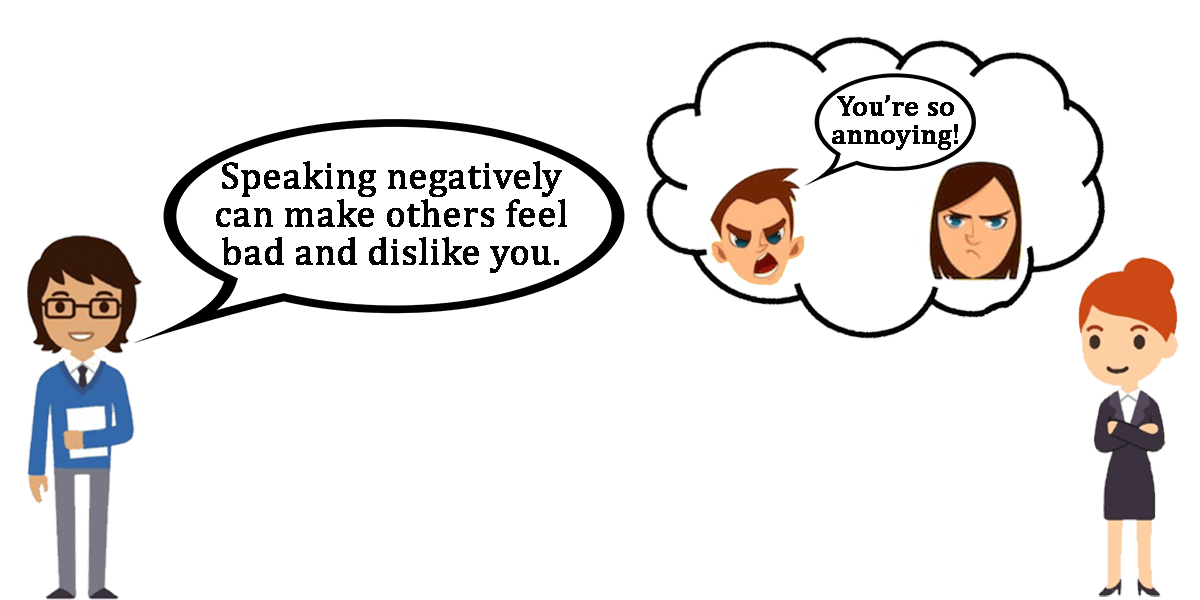 Speaking negatively
can make others feel
bad and dislike you.
You’re so
annoying!